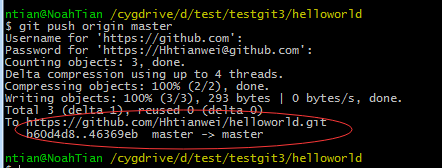 ntian@NoahTian /cygdrive/d/test/testgit3/helloworld
$ git push origin master
Username for 'https://github.com':
Password for 'https://Hhtianwei@github.com':
Counting objects: 3, done.
Delta compression using up to 4 threads.
Compressing objects: 100% (2/2), done.
Writing objects: 100% (3/3), 293 bytes | 0 bytes/s, done.
Total 3 (delta 1), reused 0 (delta 0)
To https://github.com/Hhtianwei/helloworld.git
b60d4d8..46369eb master -> master
ntian@NoahTian /cygdrive/d/test/testgit3/helloworld